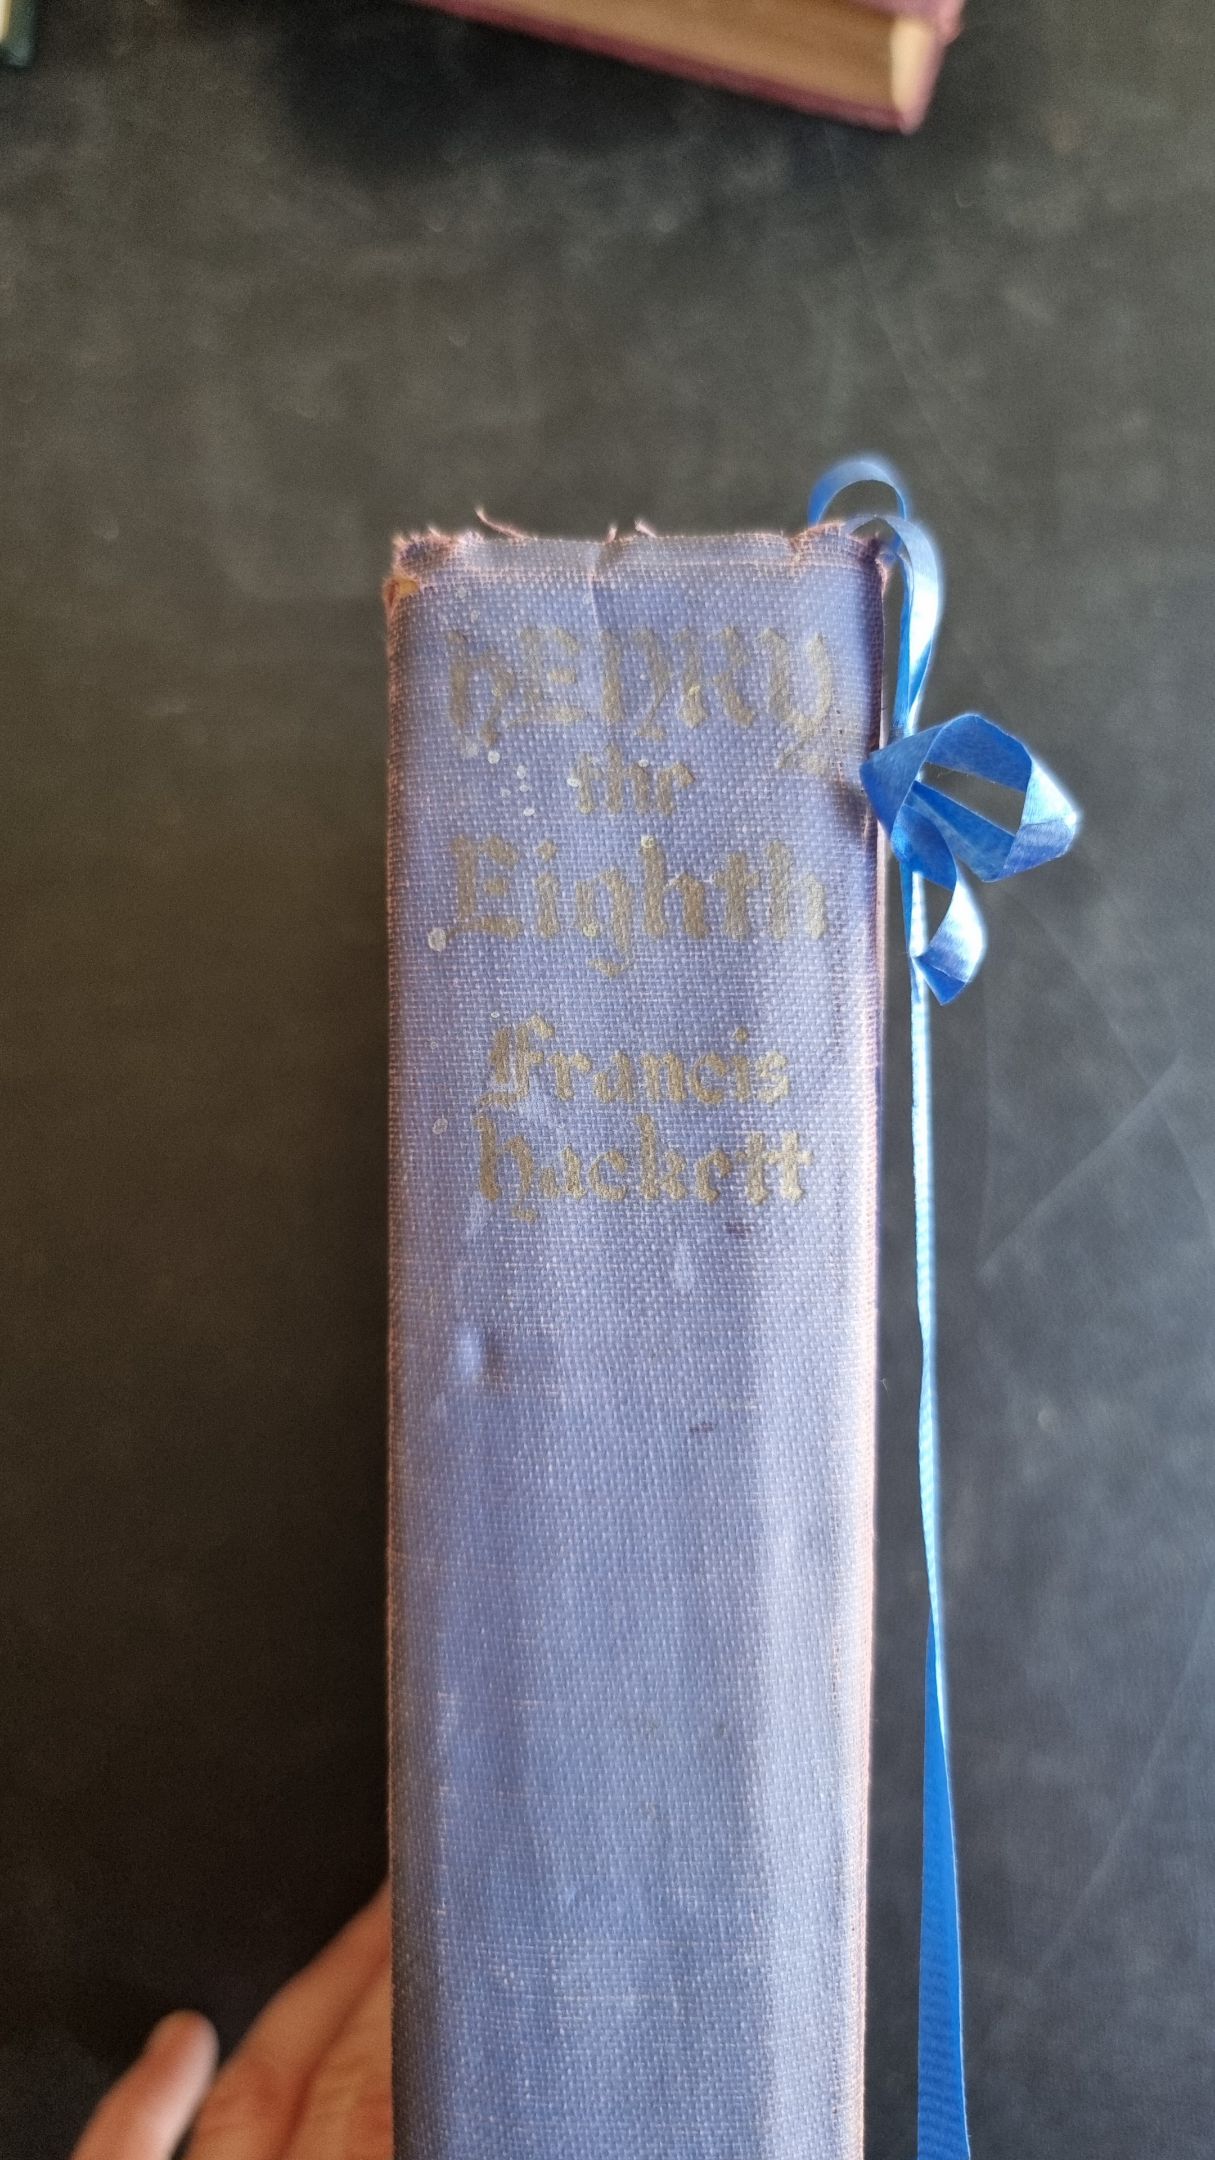 HENRY
the
Eighth
Francis
Hackett